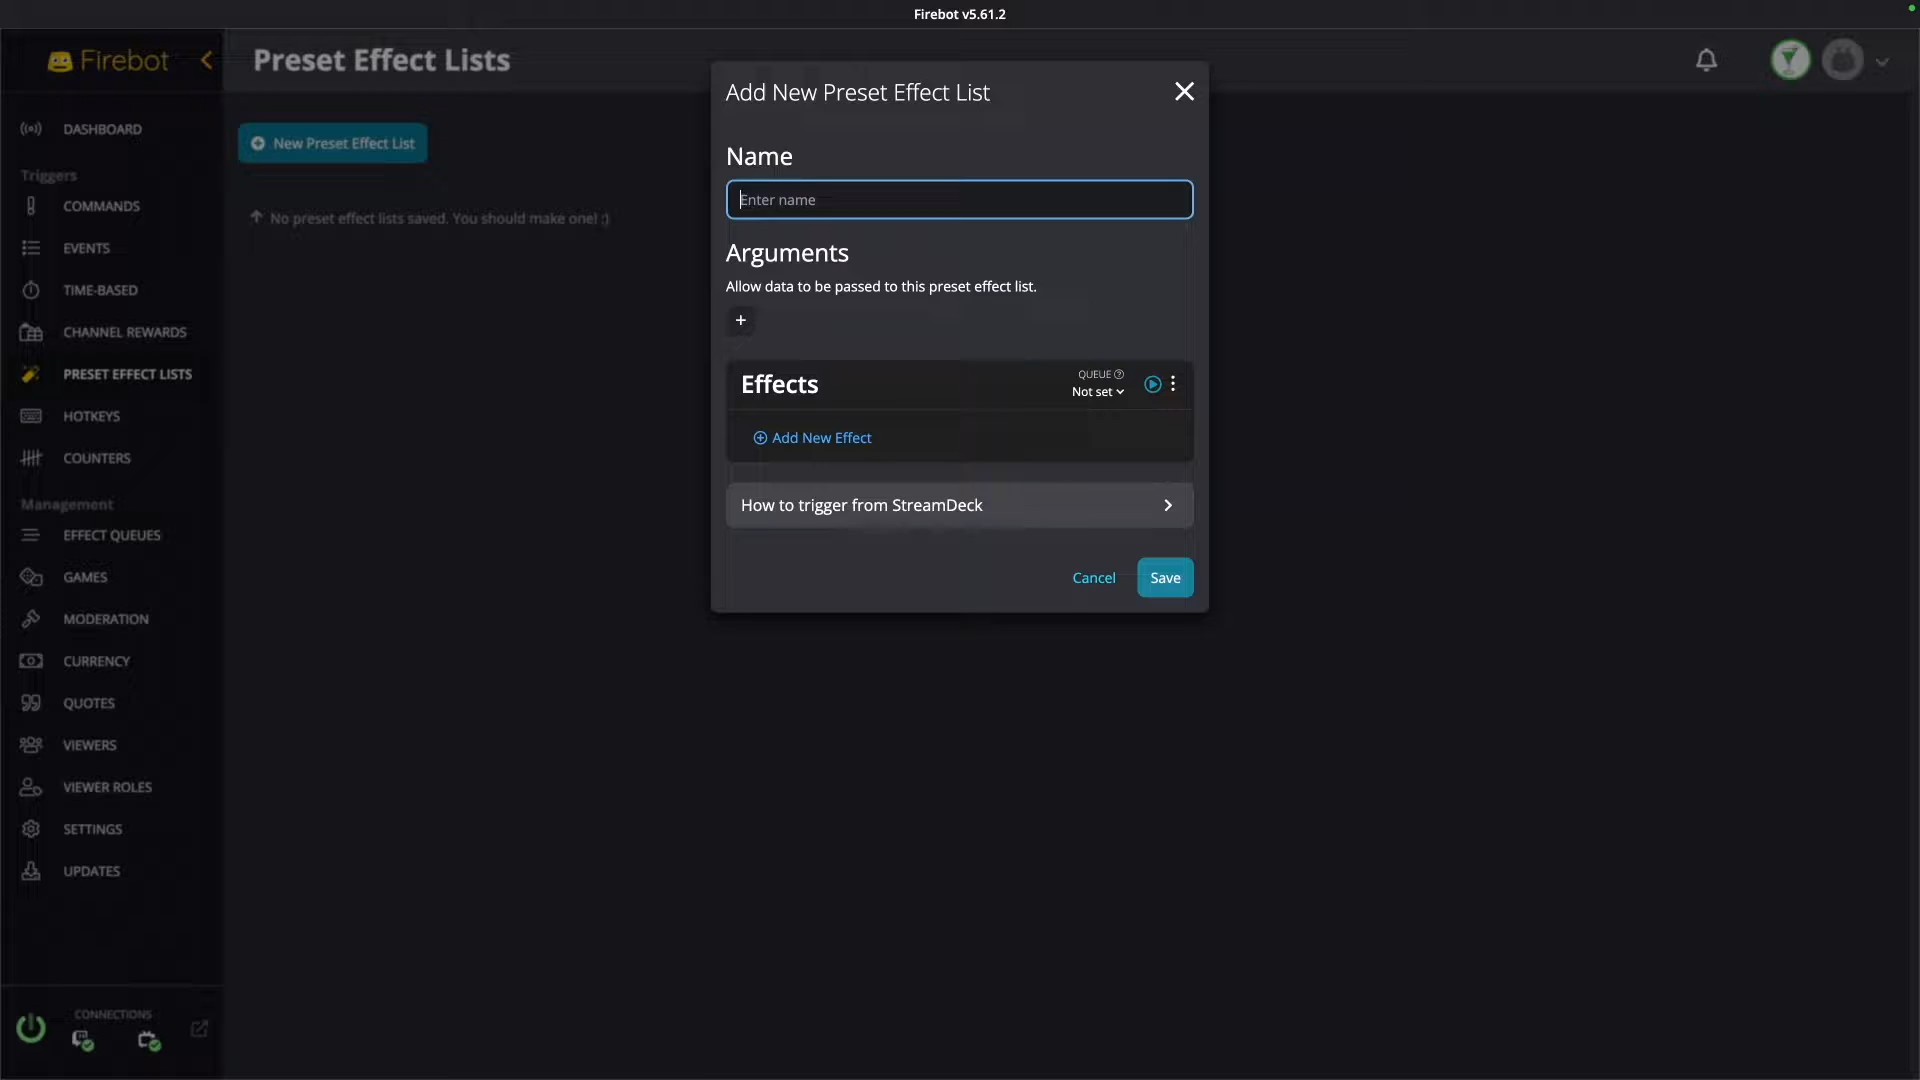 Firebot v5.61.2
Firebot
Preset Effect Lists
DASHBOARD
Triggers
COMMANDS
EVENTS
TIME-BASED
CHANNEL REWARDS
PRESET EFFECT LISTS
HOTKEYS
COUNTERS
Management
EFFECT QUEUES
GAMES
MODERATION
CURRENCY
QUOTES
VIEWERS
VIEWER ROLES
SETTINGS
UPDATES
CONNECTIONS
New Preset Effect List
No preset effect lists saved. You should make one! :)
Add New Preset Effect List
Name
Enter name
Arguments
Allow data to be passed to this preset effect list.
+
Effects
QUEUE
Not set
Add New Effect
How to trigger from StreamDeck
Cancel
Save